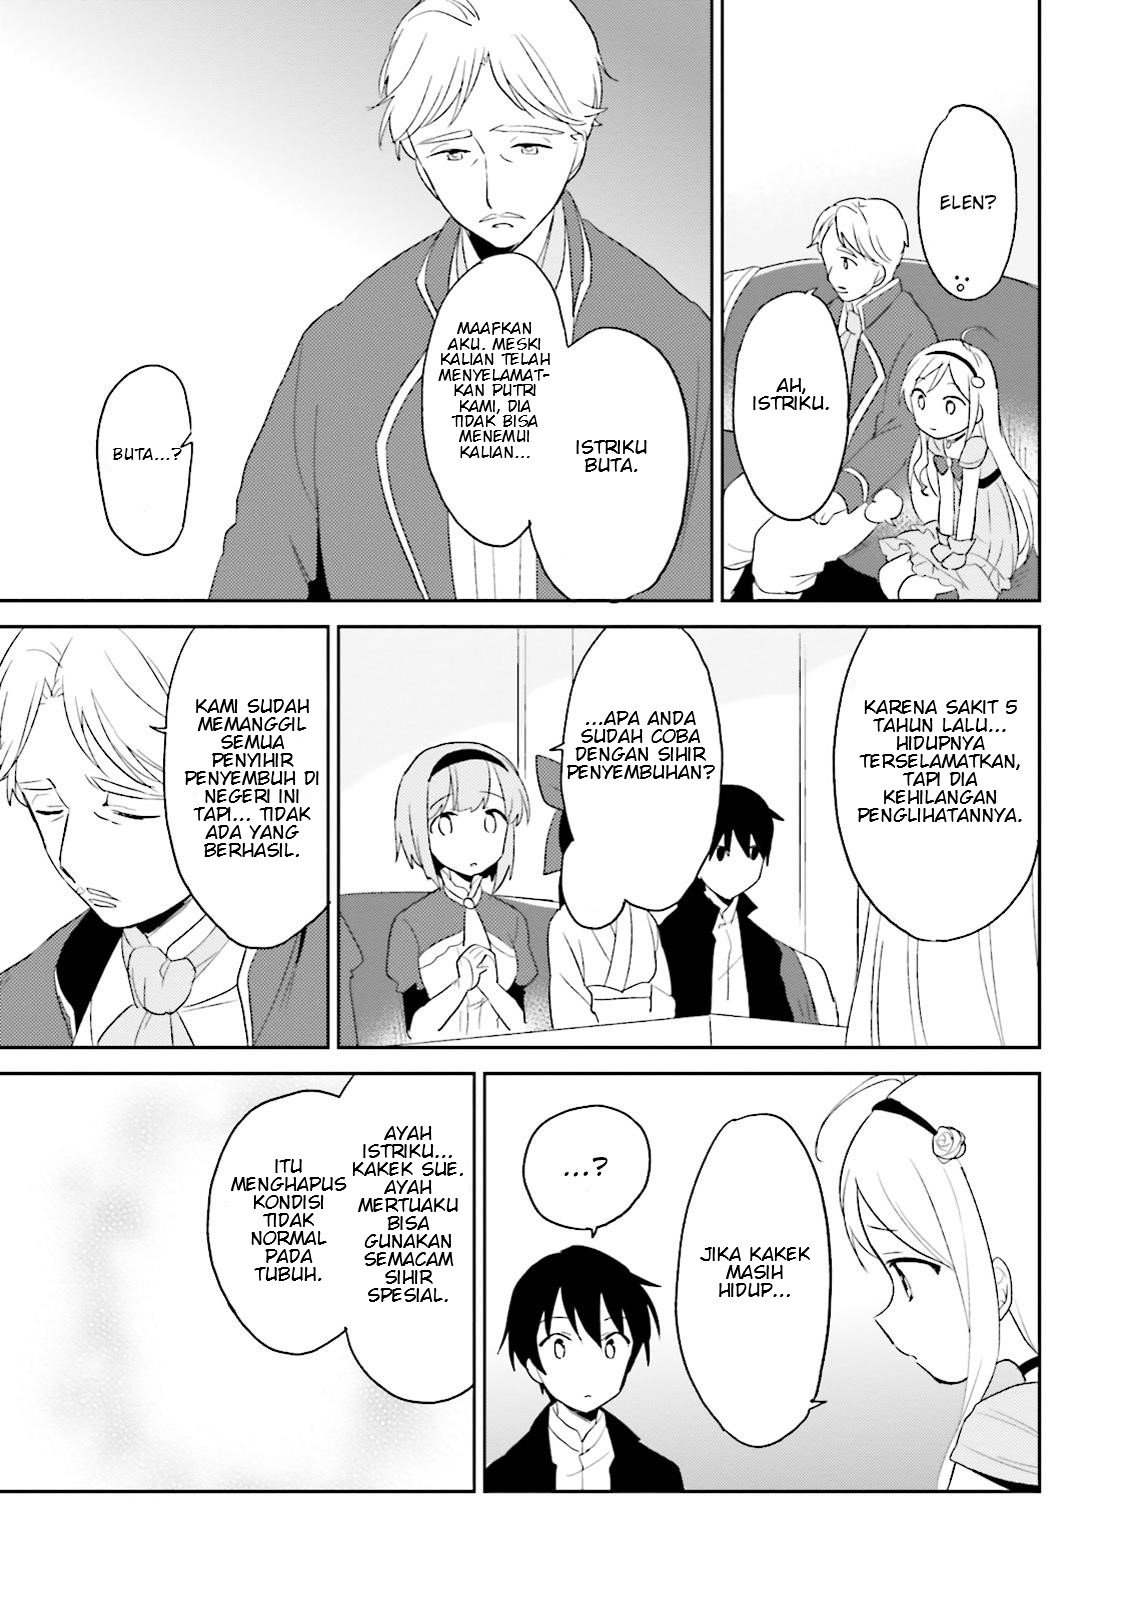 ELEN?
AH,
ISTRIKU.
ISTRIKU
BUTA.
MAAFKAN
AKU. MESKI
KALIAN TELAH
MENYELAMAT-
KAN PUTRI
KAMI, DIA
TIDAK BISA
MENEMUI
KALIAN...
BUTA...?
KARENA SAKIT 5
TAHUN LALU...
HIDUPNYA
TERSELAMATKAN,
TAPI DIA
KEHILANGAN
PENGLIHATANNYA.
...APA ANDA
SUDAH COBA
DENGAN SIHIR
PENYEMBUHAN?
KAMI SUDAH
MEMANGGIL
SEMUA
PENYIHIR
PENYEMBUH DI
NEGERI INI
TAPI... TIDAK
ADA YANG
BERHASIL.
JIKA KAKEK
MASIH
HIDUP...
...?
AYAH
ISTRIKU...
KAKEK SUE.
AYAH
MERTUAKU
BISA
GUNAKAN
SEMACAM
SIHIR
SPESIAL.
ITU
MENGHAPUS
KONDISI
TIDAK
NORMAL
PADA
TUBUH.